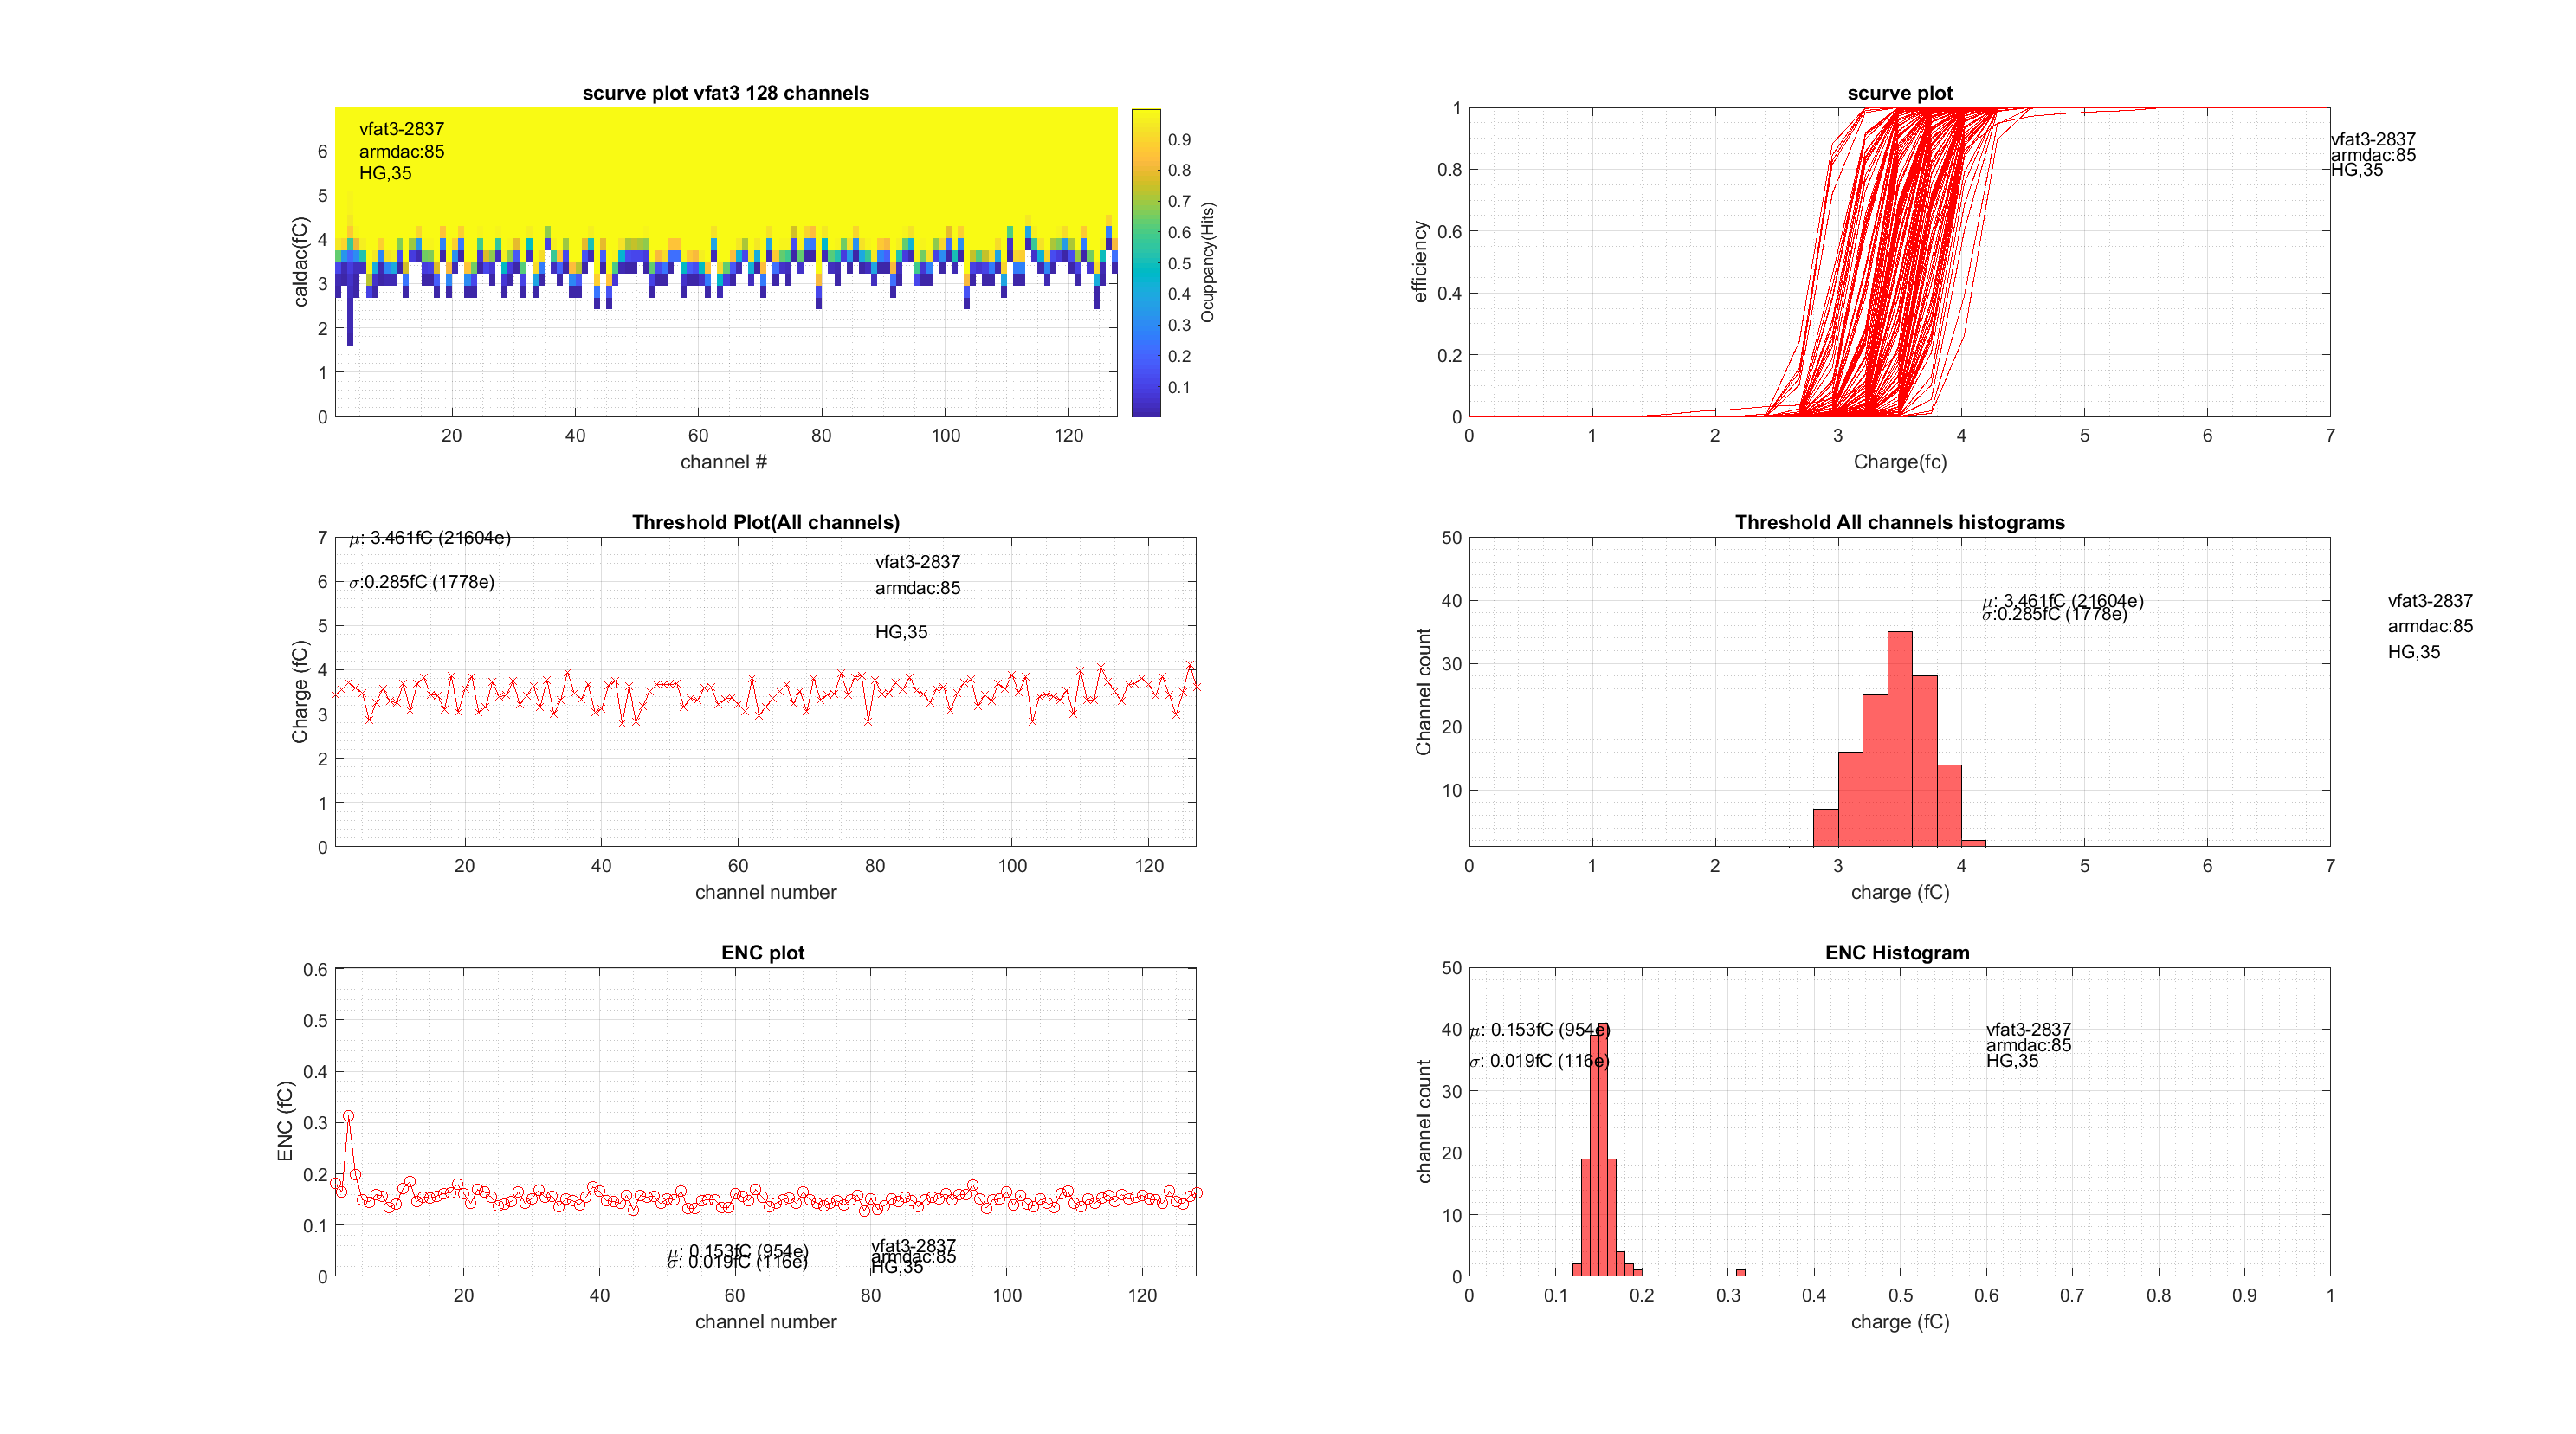 scurve plot vfat3 128 channels
vfat3-2837
armdac:85
HG,35
caldac(fC)
6
5
4
3
2
1
0
20 40 60 80 100 120
channel #
0.9
0.8
0.7
0.6
0.5
0.4
0.3
0.2
0.1
Ocuppancy(Hits)
scurve plot
vfat3-2837
armdac:85
HG,35
efficiency
1
0.8
0.6
0.4
0.2
0
0 1 2 3 4 5 6 7
Charge(fc)
Threshold Plot(All channels)
μ: 3.461fC (21604e)
σ:0.285fC (1778e)
vfat3-2837
armdac:85
HG,35
Charge (fC)
7
6
5
4
3
2
1
0
20 40 60 80 100 120
channel number
Threshold All channels histograms
μ: 3.461fC (21604e)
σ:0.285fC (1778e)
vfat3-2837
armdac:85
HG,35
Channel count
50
40
30
20
10
0 1 2 3 4 5 6 7
charge (fC)
ENC plot
ENC (fC)
0.6
0.5
0.4
0.3
0.2
0.1
0
μ: 0.153fC (954e)
σ: 0.019fC (116e)
vfat3-2837
armdac:85
HG,35
20 40 60 80 100 120
channel number
ENC Histogram
μ: 0.153fC (954e)
σ: 0.019fC (116e)
vfat3-2837
armdac:85
HG,35
channel count
50
40
30
20
10
0
0 0.1 0.2 0.3 0.4 0.5 0.6 0.7 0.8 0.9 1
charge (fC)